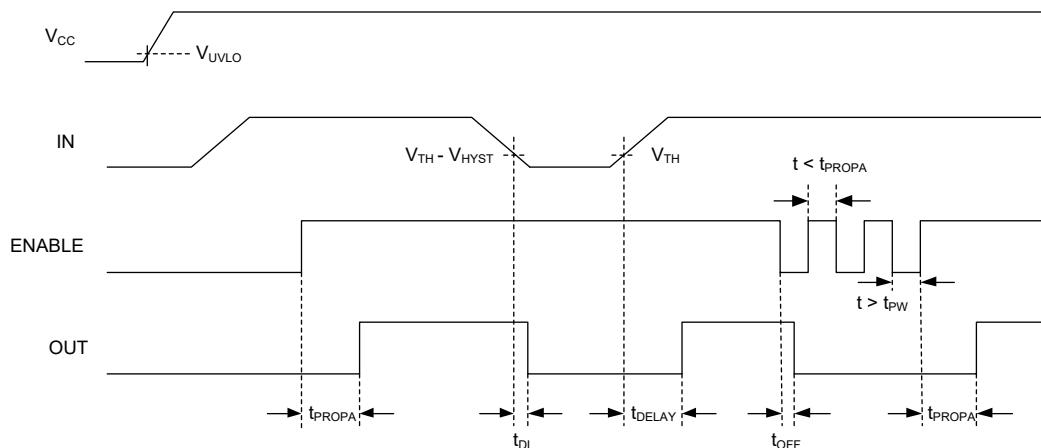 VCC
VUVLO
IN
VTH - VHYST
VTH
t < tPROPA
ENABLE
t > tPW
OUT
tPROPA
tDL
tDELAY
tOFF
tPROPA